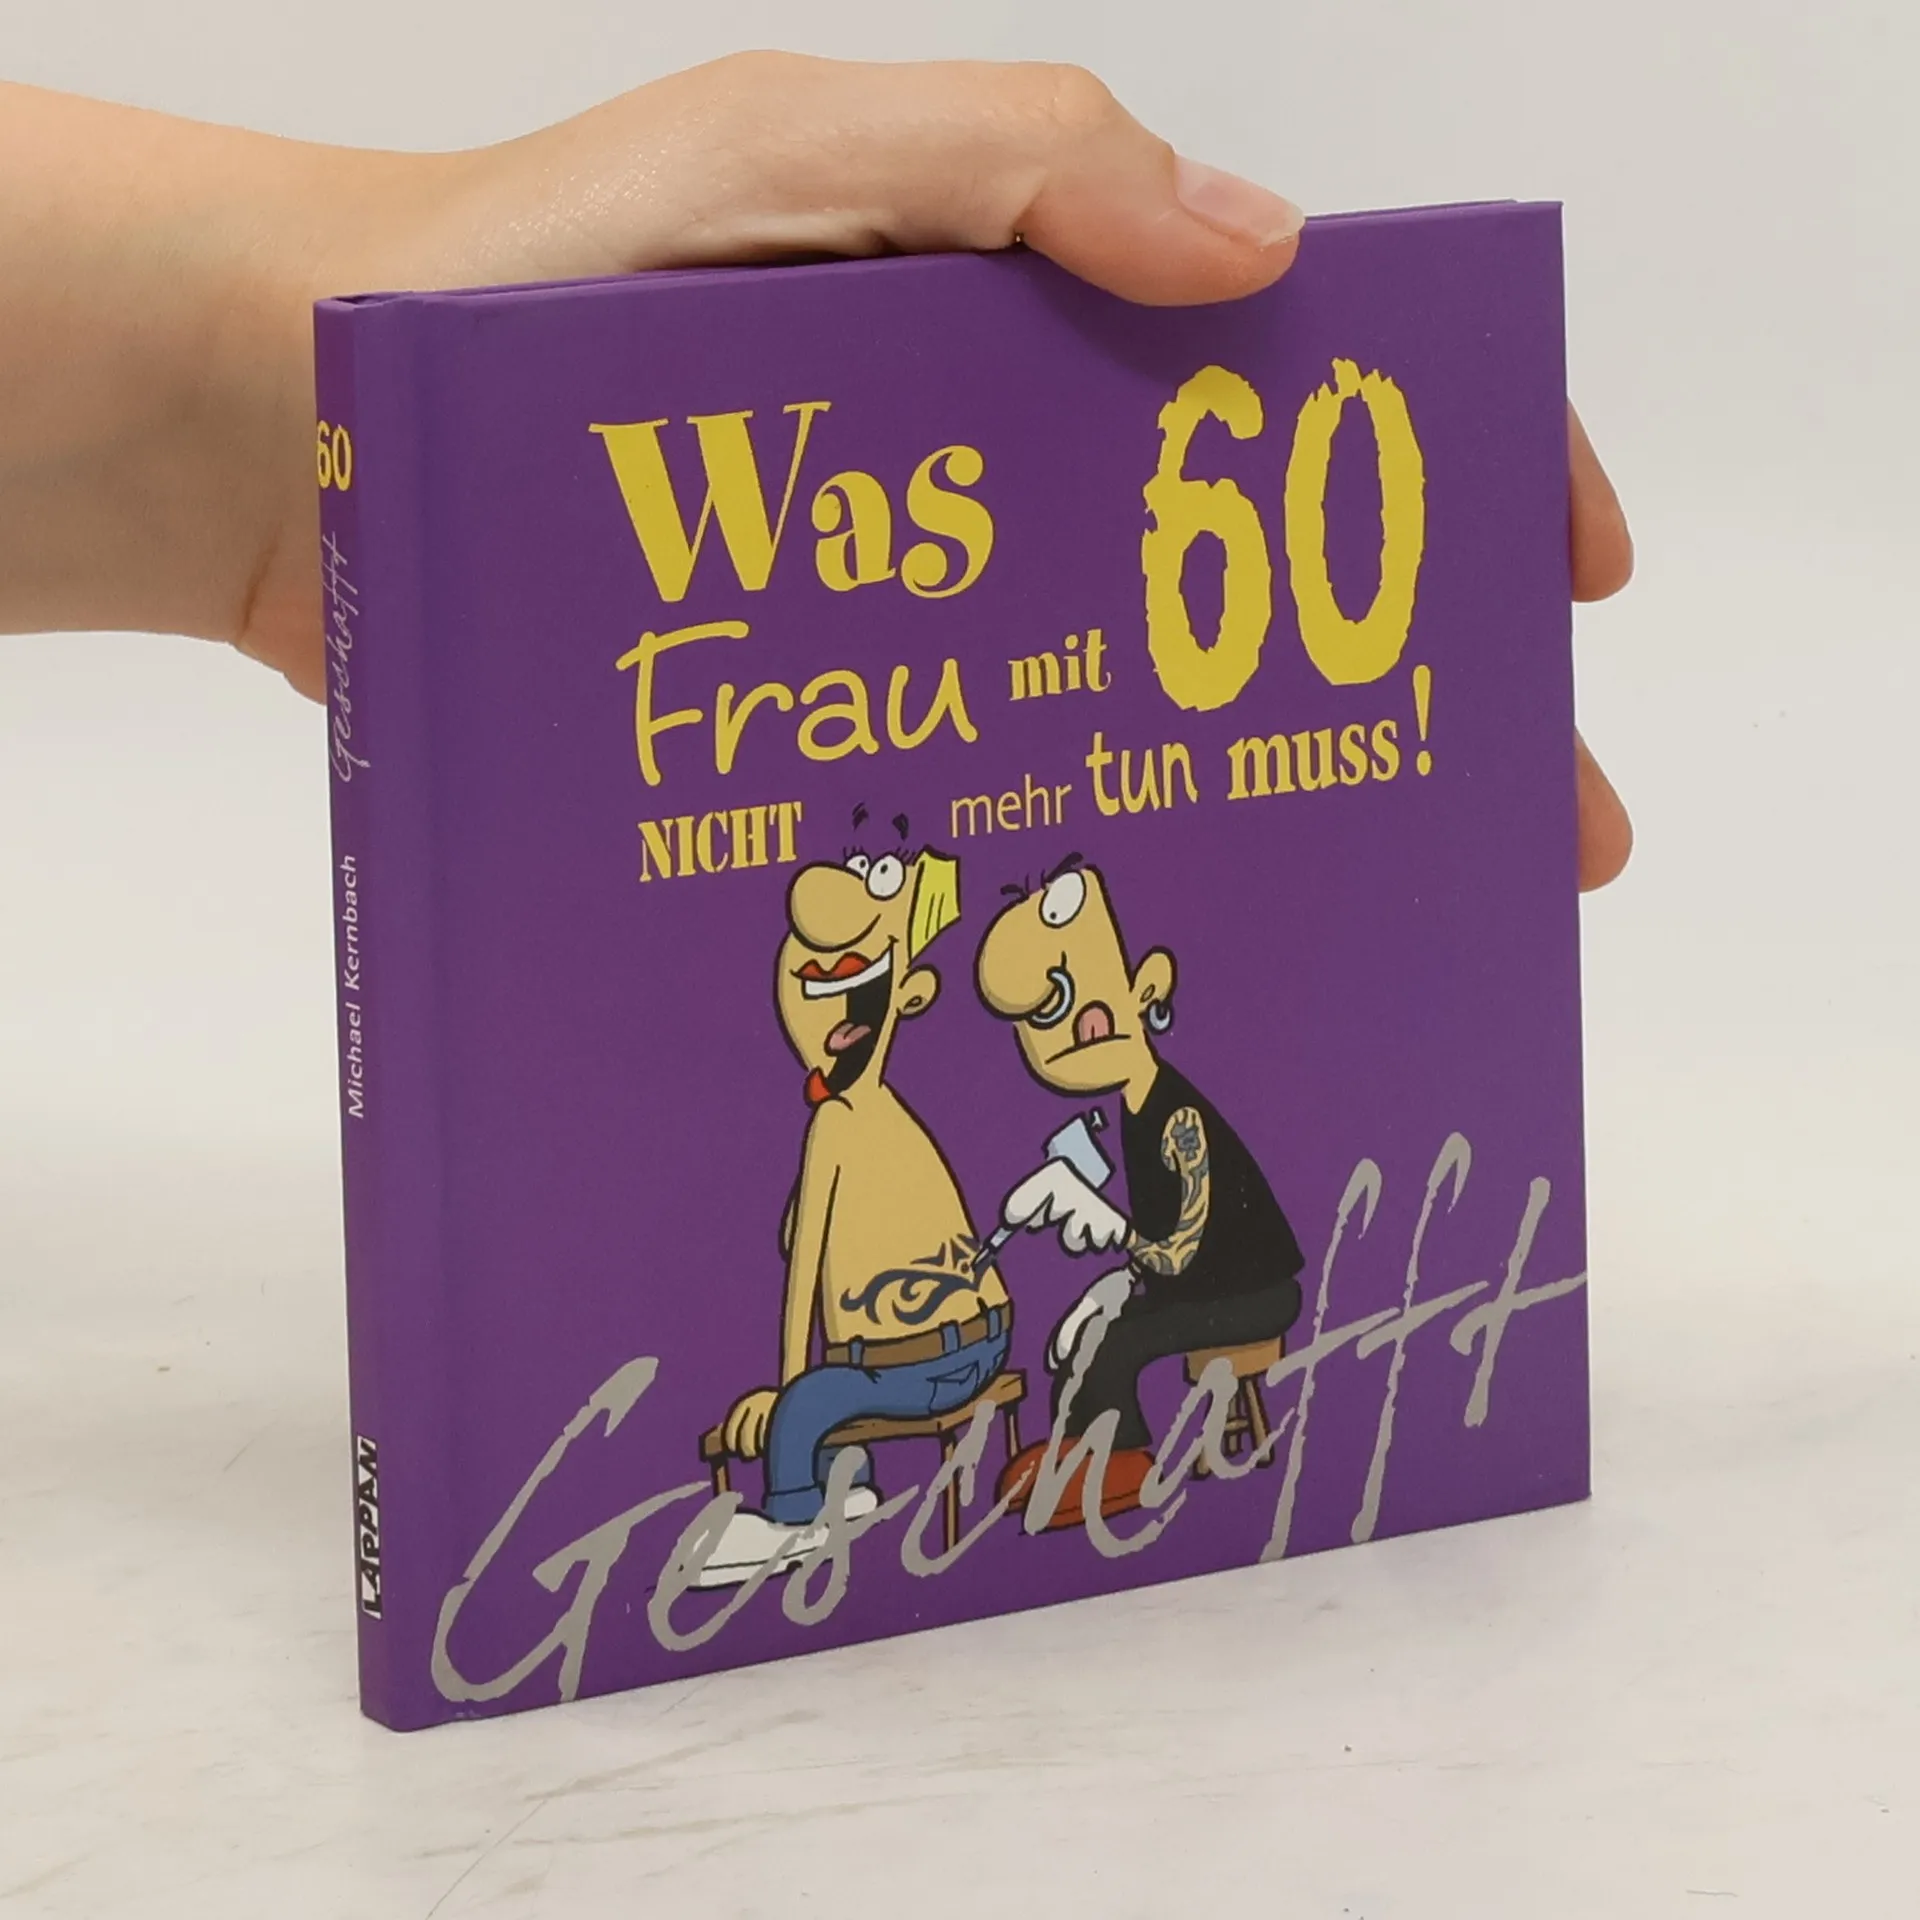 Was 60
Frau mit
NICHT mehr tun muss!
Geschafft
60 Geschafft Michael Kernbach LAPPAN